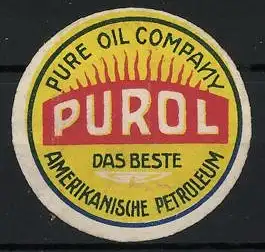 PURE OIL COMPANY
PUROL
DAS BESTE
AMERIKANISCHE PETROLEUM